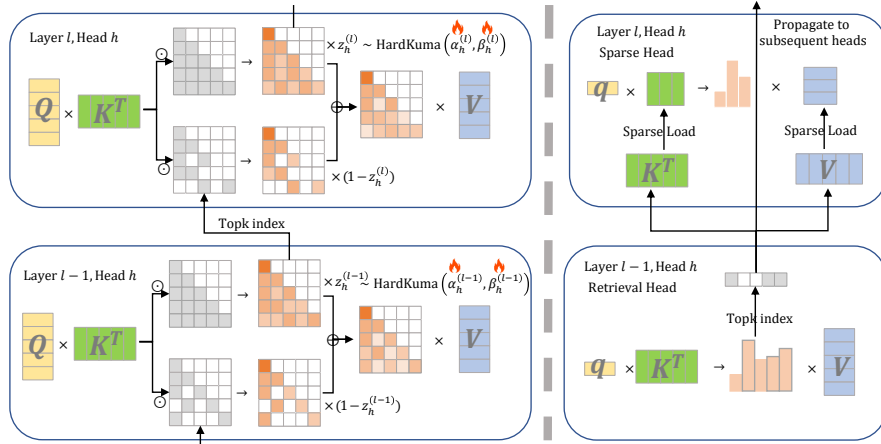 Layer l, Head h
Q × K^T
⊙
→
× z_h^(l) ~ HardKuma (α_h^(l), β_h^(l))
⊕
× V
⊙
→
× (1 − z_h^(l))
Topk index
Layer l − 1, Head h
Q × K^T
⊙
→
× z_h^(l−1) ~ HardKuma (α_h^(l−1), β_h^(l−1))
⊕
× V
⊙
→
× (1 − z_h^(l−1))
Layer l, Head h
Sparse Head
Propagate to
subsequent heads
q × → ×
Sparse Load
Sparse Load
K^T
V
Layer l − 1, Head h
Retrieval Head
Topk index
q × K^T → × V